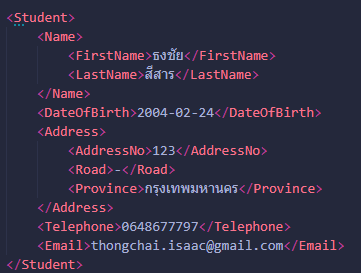 <Student>
<Name>
<FirstName>ธงชัย</FirstName>
<LastName>สีสาร</LastName>
</Name>
<DateOfBirth>2004-02-24</DateOfBirth>
<Address>
<AddressNo>123</AddressNo>
<Road>-</Road>
<Province>กรุงเทพมหานคร</Province>
</Address>
<Telephone>0648677797</Telephone>
<Email>thongchai.isaac@gmail.com</Email>
</Student>